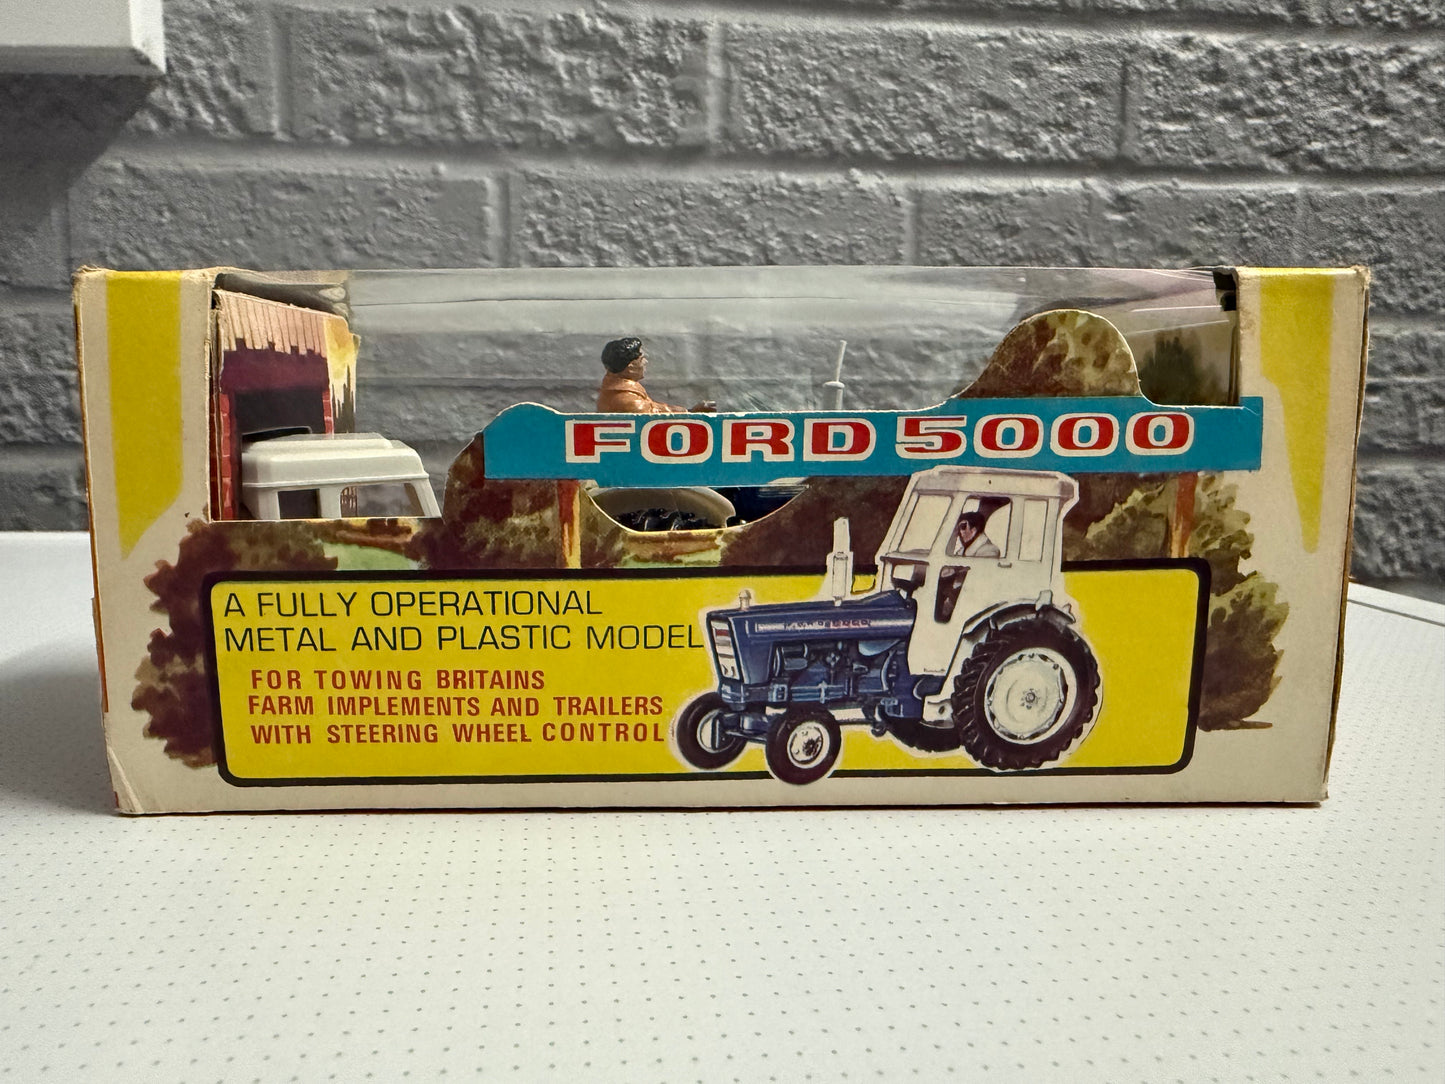 FORD 5000
A FULLY OPERATIONAL
METAL AND PLASTIC MODEL
FOR TOWING BRITAINS
FARM IMPLEMENTS AND TRAILERS
WITH STEERING WHEEL CONTROL